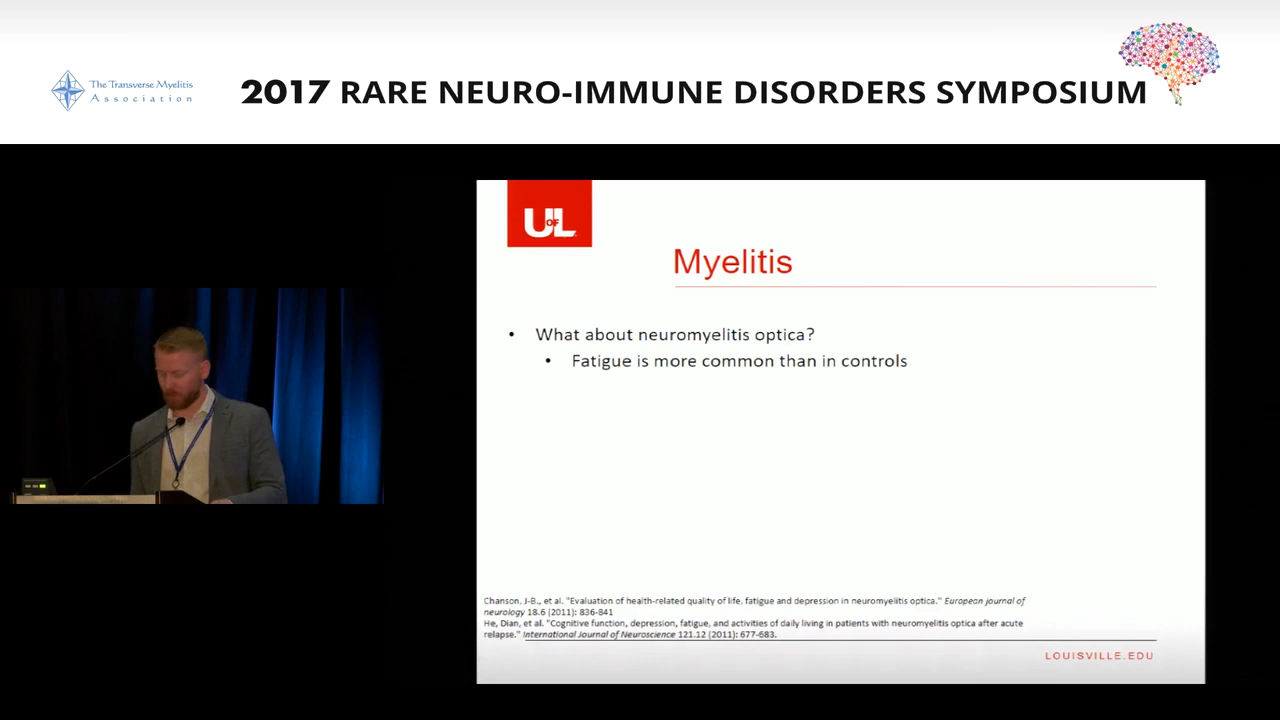 The Transverse Myelitis
Association
2017 RARE NEURO-IMMUNE DISORDERS SYMPOSIUM
UofL
Myelitis
• What about neuromyelitis optica?
• Fatigue is more common than in controls
Chanson, J-B., et al. "Evaluation of health-related quality of life, fatigue and depression in neuromyelitis optica." European journal of
neurology 18.6 (2011): 836-841
He, Dian, et al. "Cognitive function, depression, fatigue, and activities of daily living in patients with neuromyelitis optica after acute
relapse." International Journal of Neuroscience 121.12 (2011): 677-683.
LOUISVILLE.EDU